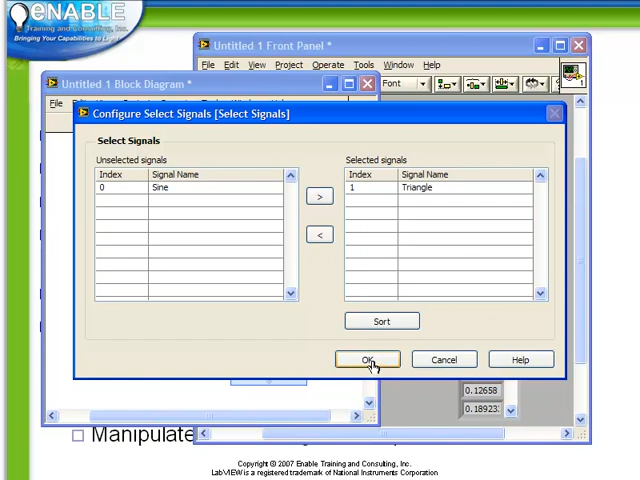 eNABLE
Training and Consulting, Inc.
Bringing Your Capabilities to Li
Untitled 1 Front Panel *
File Edit View Project Operate Tools Window Help
Font
1
Untitled 1 Block Diagram *
File
Configure Select Signals [Select Signals]
Select Signals
Unselected signals
Selected signals
Index Signal Name
Index Signal Name
0 Sine
1 Triangle
>
<
Sort
OK Cancel Help
0.12658
0.18923
Manipulate
Copyright © 2007 Enable Training and Consulting, Inc.
LabVIEW is a registered trademark of National Instruments Corporation